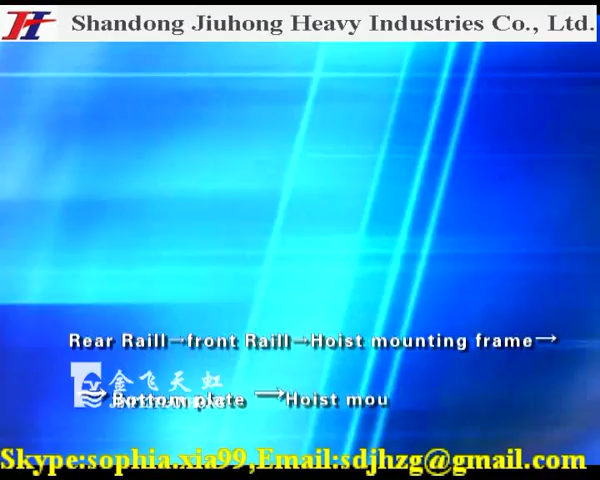 Shandong Jiuhong Heavy Industries Co., Ltd.
Rear Raill→front Raill→Hoist mounting frame→
金飞天虹
→Bottom plate →Hoist mou
Skype:sophia.xia99,Email:sdjhzg@gmail.com